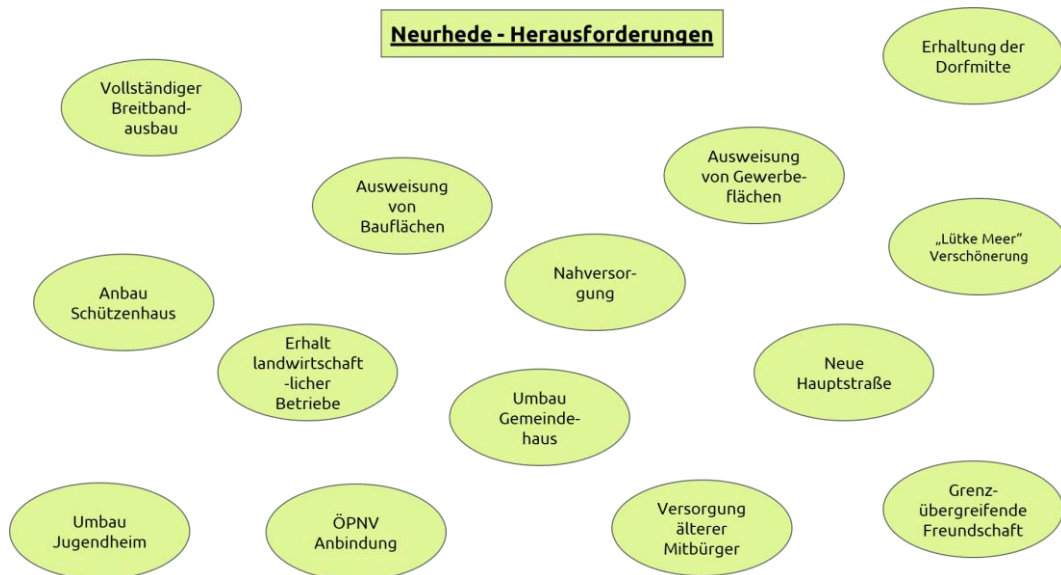 Neurhede - Herausforderungen
Erhaltung der
Dorfmitte
Vollständiger
Breitband-
ausbau
Ausweisung
von
Bauflächen
Ausweisung
von Gewerbe-
flächen
„Lütke Meer“
Verschönerung
Anbau
Schützenhaus
Nahversor-
gung
Erhalt
landwirtschaft
-licher
Betriebe
Umbau
Gemeinde-
haus
Neue
Hauptstraße
Umbau
Jugendheim
ÖPNV
Anbindung
Versorgung
älterer
Mitbürger
Grenz-
übergreifende
Freundschaft